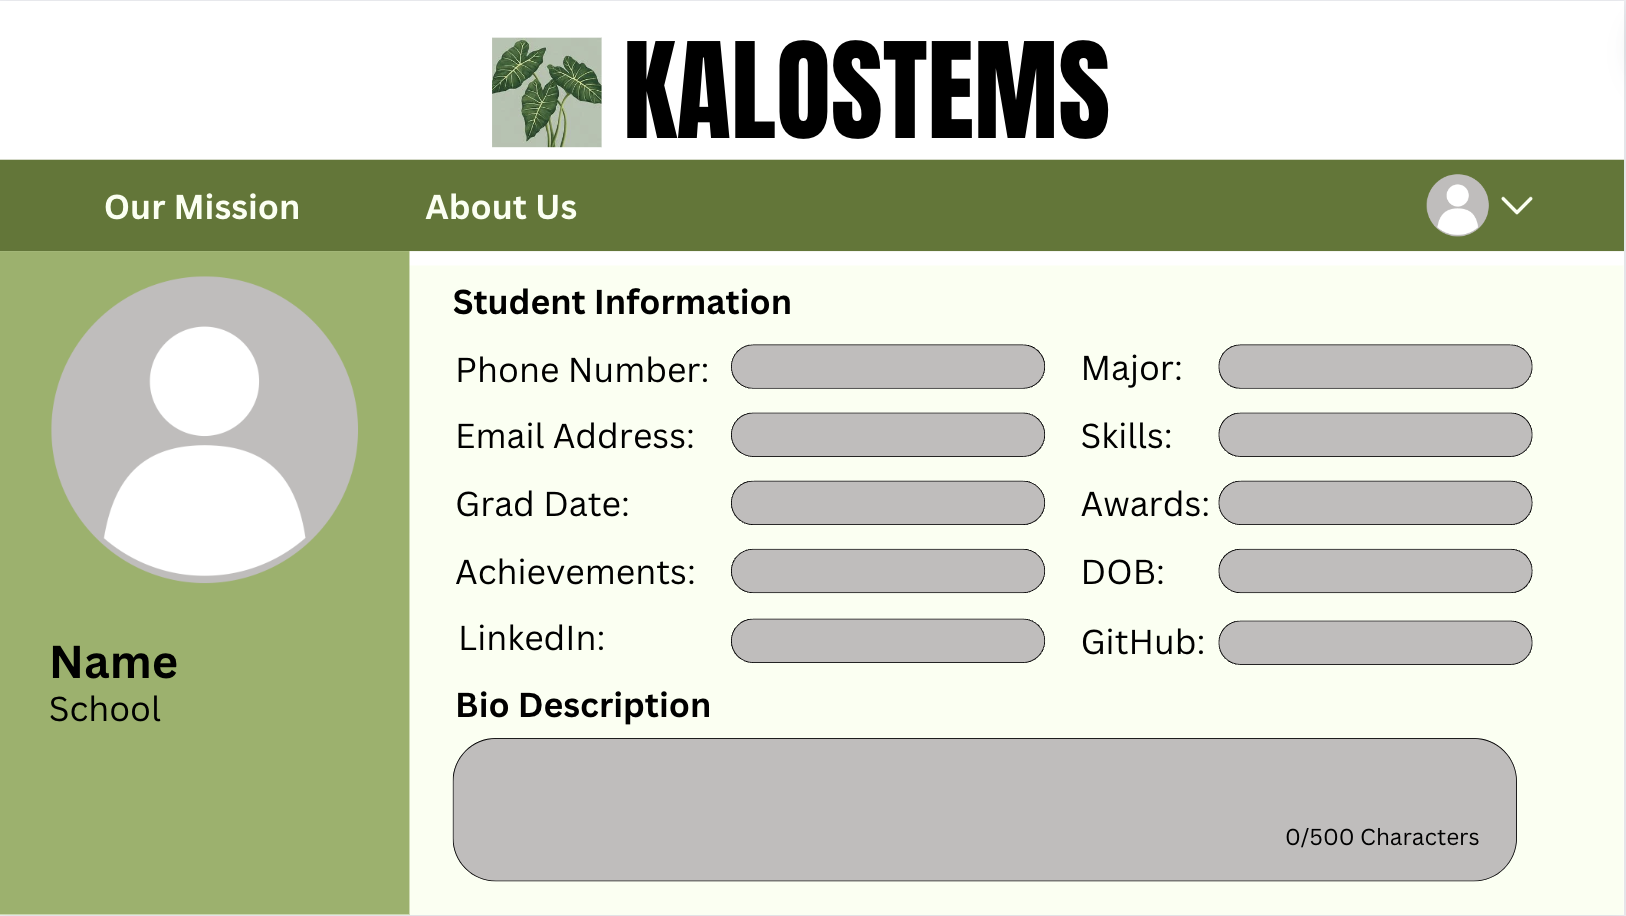 KALOSTEMS
Our Mission About Us
Name
School
Student Information
Phone Number: Major:
Email Address: Skills:
Grad Date: Awards:
Achievements: DOB:
LinkedIn: GitHub:
Bio Description
0/500 Characters